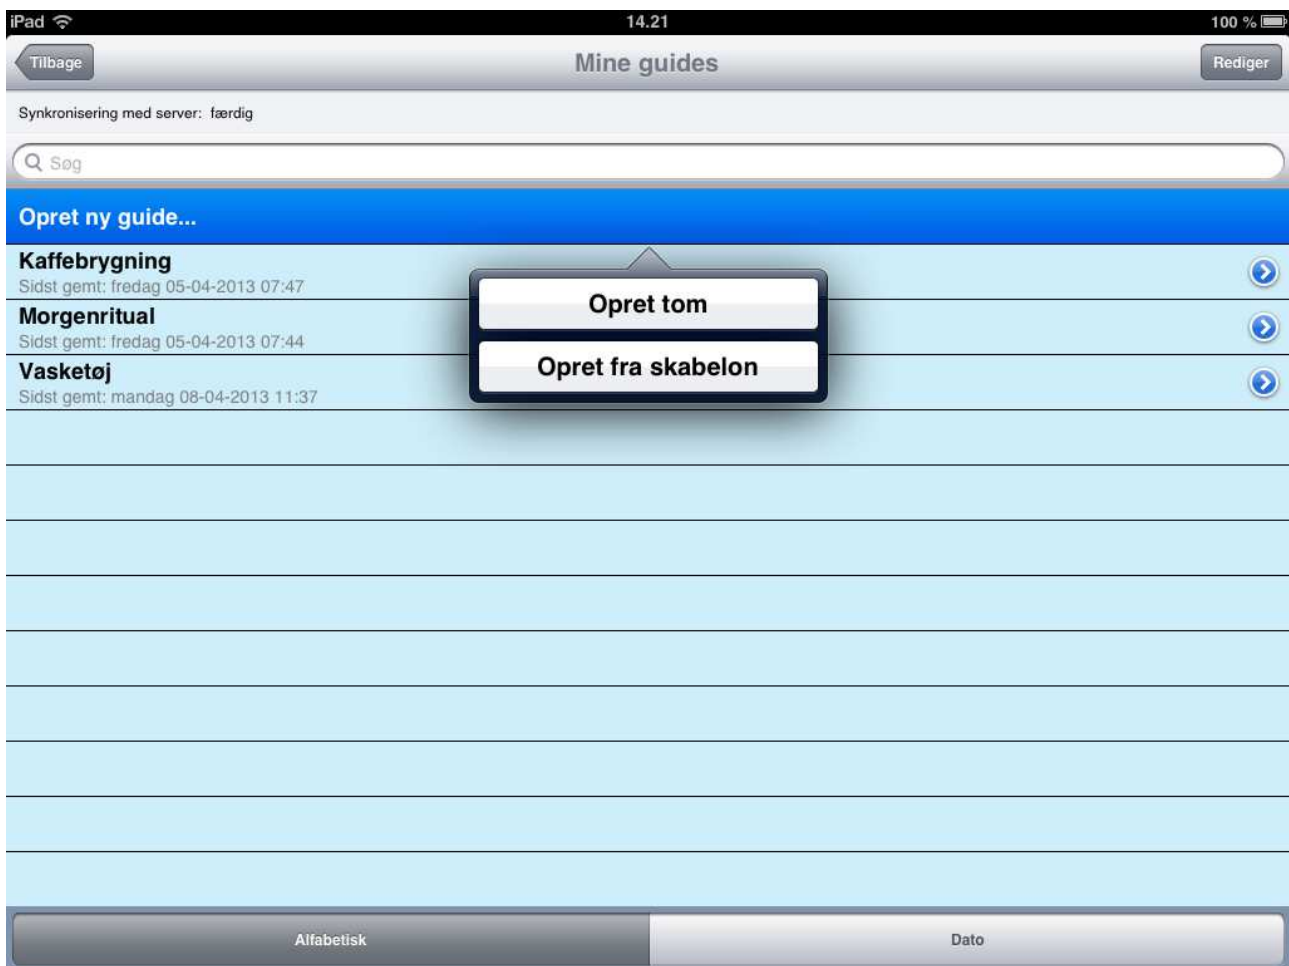 iPad 14.21 100 %
Tilbage Mine guides Rediger
Synkronisering med server: færdig
Søg
Opret ny guide...
Kaffebrygning
Sidst gemt: fredag 05-04-2013 07:47
Opret tom
Morgenritual
Sidst gemt: fredag 05-04-2013 07:44
Opret fra skabelon
Vasketøj
Sidst gemt: mandag 08-04-2013 11:37
Alfabetisk Dato